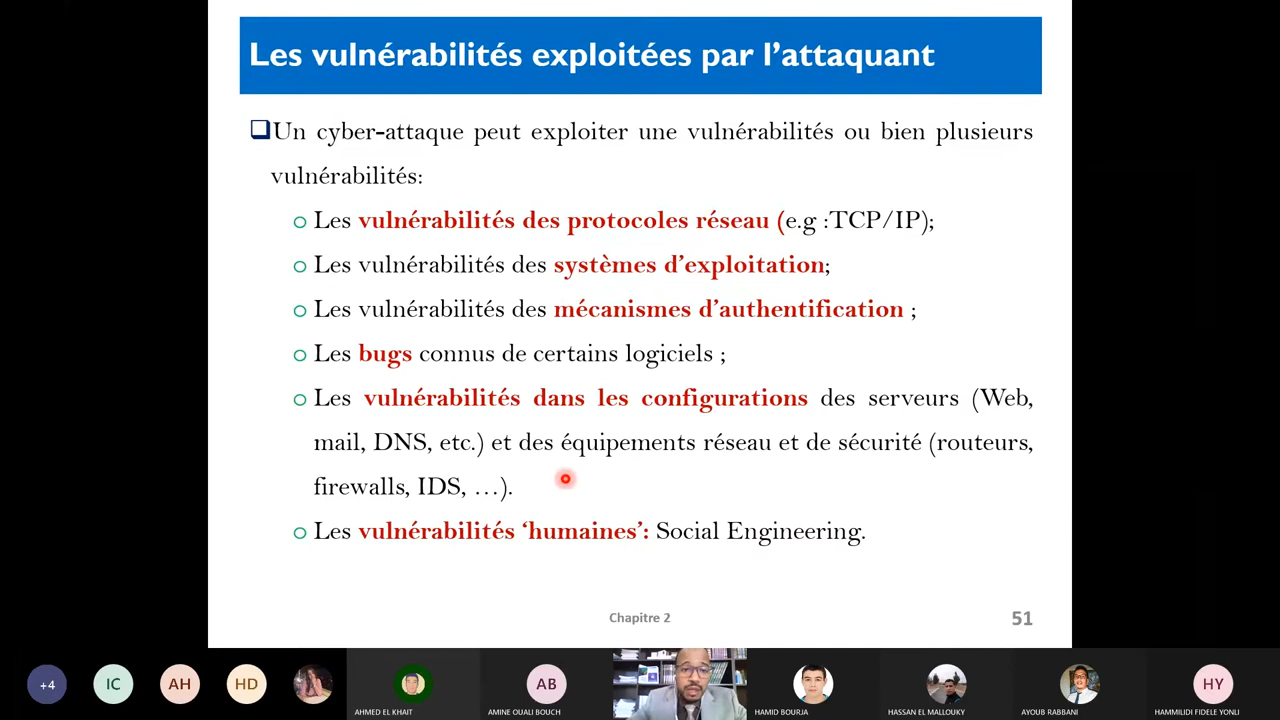 Les vulnérabilités exploitées par l’attaquant
❑Un cyber-attaque peut exploiter une vulnérabilités ou bien plusieurs
vulnérabilités:
o Les vulnérabilités des protocoles réseau (e.g :TCP/IP);
o Les vulnérabilités des systèmes d’exploitation;
o Les vulnérabilités des mécanismes d’authentification ;
o Les bugs connus de certains logiciels ;
o Les vulnérabilités dans les configurations des serveurs (Web,
mail, DNS, etc.) et des équipements réseau et de sécurité (routeurs,
firewalls, IDS, …).
o Les vulnérabilités ‘humaines’: Social Engineering.
Chapitre 2
51
+4
IC
AH
HD
AB
HY
AHMED EL KHAIT
AMINE OUALI BOUCH
HAMID BOURJA
HASSAN EL MALLOUKY
AYOUB RABBANI
HAMMILIDI FIDELE YONLI